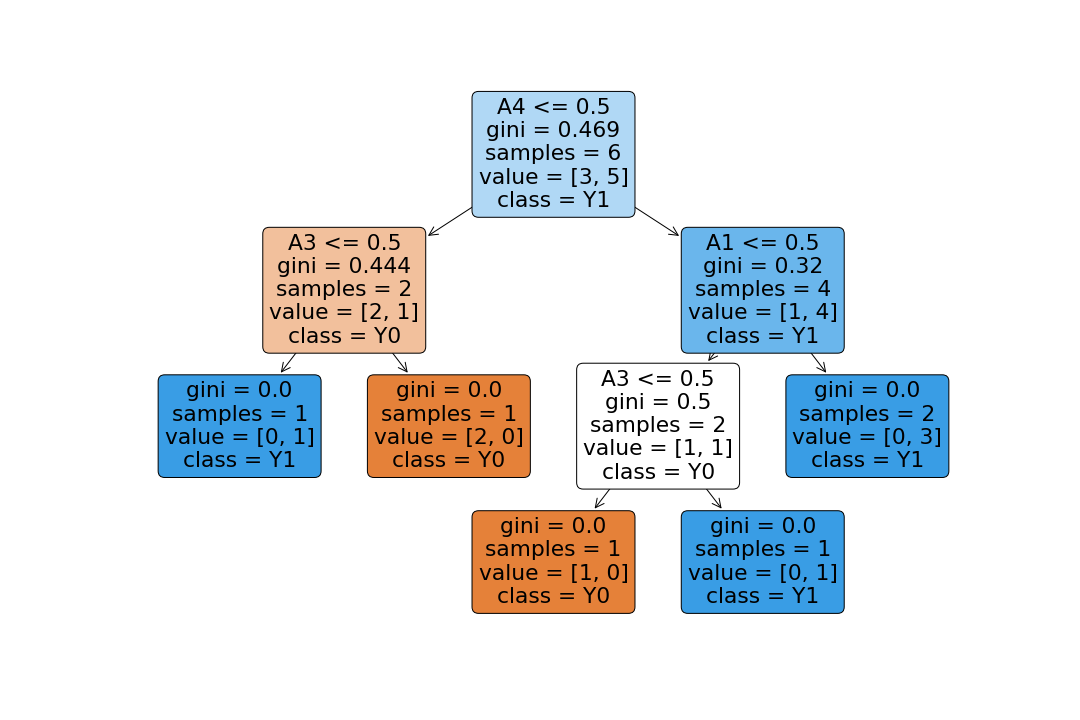 A4 <= 0.5
gini = 0.469
samples = 6
value = [3, 5]
class = Y1
A3 <= 0.5
gini = 0.444
samples = 2
value = [2, 1]
class = Y0
A1 <= 0.5
gini = 0.32
samples = 4
value = [1, 4]
class = Y1
gini = 0.0
samples = 1
value = [0, 1]
class = Y1
gini = 0.0
samples = 1
value = [2, 0]
class = Y0
A3 <= 0.5
gini = 0.5
samples = 2
value = [1, 1]
class = Y0
gini = 0.0
samples = 2
value = [0, 3]
class = Y1
gini = 0.0
samples = 1
value = [1, 0]
class = Y0
gini = 0.0
samples = 1
value = [0, 1]
class = Y1